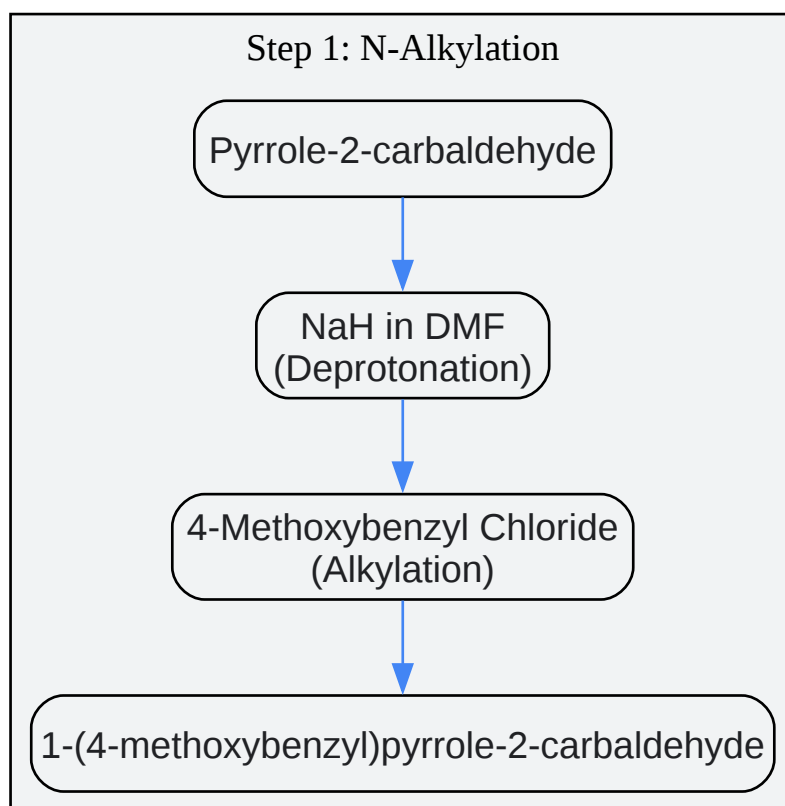 Step 1: N-Alkylation
Pyrrole-2-carbaldehyde
NaH in DMF
(Deprotonation)
4-Methoxybenzyl Chloride
(Alkylation)
1-(4-methoxybenzyl)pyrrole-2-carbaldehyde